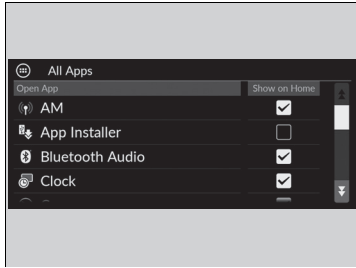 All Apps
Open App Show on Home
AM
App Installer
Bluetooth Audio
Clock